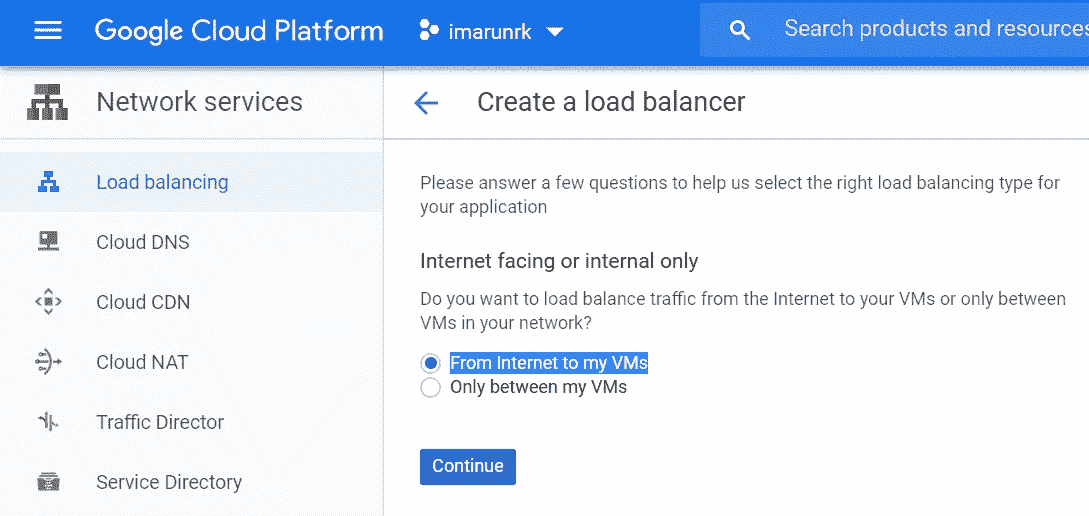 Google Cloud Platform
imarunrk
Search products and resources
Network services
Create a load balancer
Load balancing
Cloud DNS
Cloud CDN
Cloud NAT
Traffic Director
Service Directory
Please answer a few questions to help us select the right load balancing type for
your application
Internet facing or internal only
Do you want to load balance traffic from the Internet to your VMs or only between
VMs in your network?
From Internet to my VMs
Only between my VMs
Continue